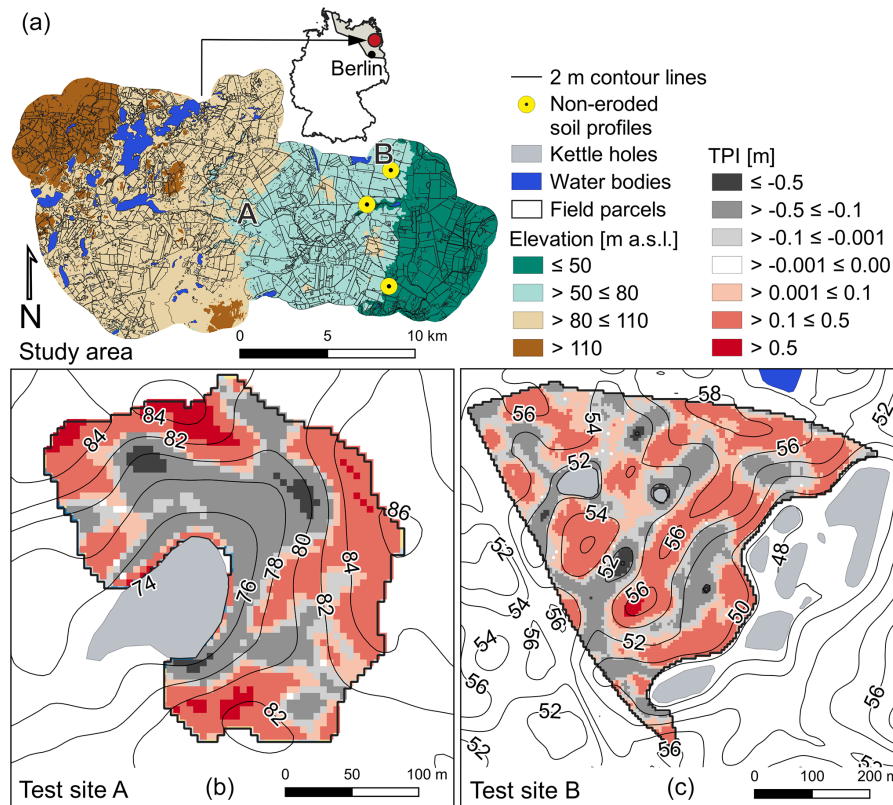 (a)
Berlin
B
A
N
Study area
0 5 10 km
2 m contour lines
Non-eroded
soil profiles
Kettle holes
Water bodies
Field parcels
Elevation [m a.s.l.]
≤ 50
> 50 ≤ 80
> 80 ≤ 110
> 110
TPI [m]
≤ -0.5
> -0.5 ≤ -0.1
> -0.1 ≤ -0.001
> -0.001 ≤ 0.00
> 0.001 ≤ 0.1
> 0.1 ≤ 0.5
> 0.5
84
84
82
86
80
84
78
76
74
82
82
Test site A
(b)
0 50 100 m
58
52
56
54
56
52
54
48
52
56
52
52
56
50
54
52
56
54
56
56
52
52
56
52
Test site B
(c)
0 100 200 m